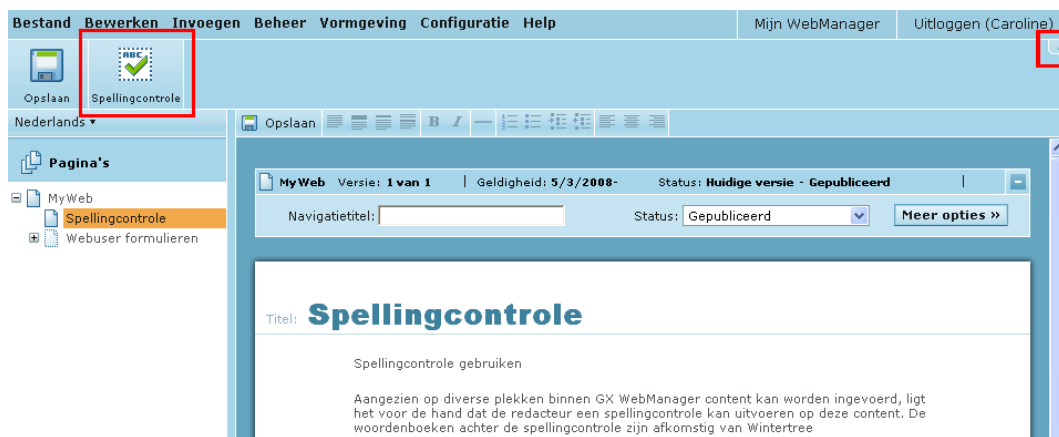 Bestand Bewerken Invoegen Beheer Vormgeving Configuratie Help Mijn WebManager Uitloggen (Caroline)
ABC
Opslaan Spellingcontrole
Nederlands
Opslaan B I
Pagina's
MyWeb Versie: 1 van 1 | Geldigheid: 5/3/2008- Status: Huidige versie - Gepubliceerd |
MyWeb
Navigatietitel: Status: Gepubliceerd Meer opties »
Spellingcontrole
Webuser formulieren
Titel: Spellingcontrole
Spellingcontrole gebruiken
Aangezien op diverse plekken binnen GX WebManager content kan worden ingevoerd, ligt
het voor de hand dat de redacteur een spellingcontrole kan uitvoeren op deze content. De
woordenboeken achter de spellingcontrole zijn afkomstig van Wintertree